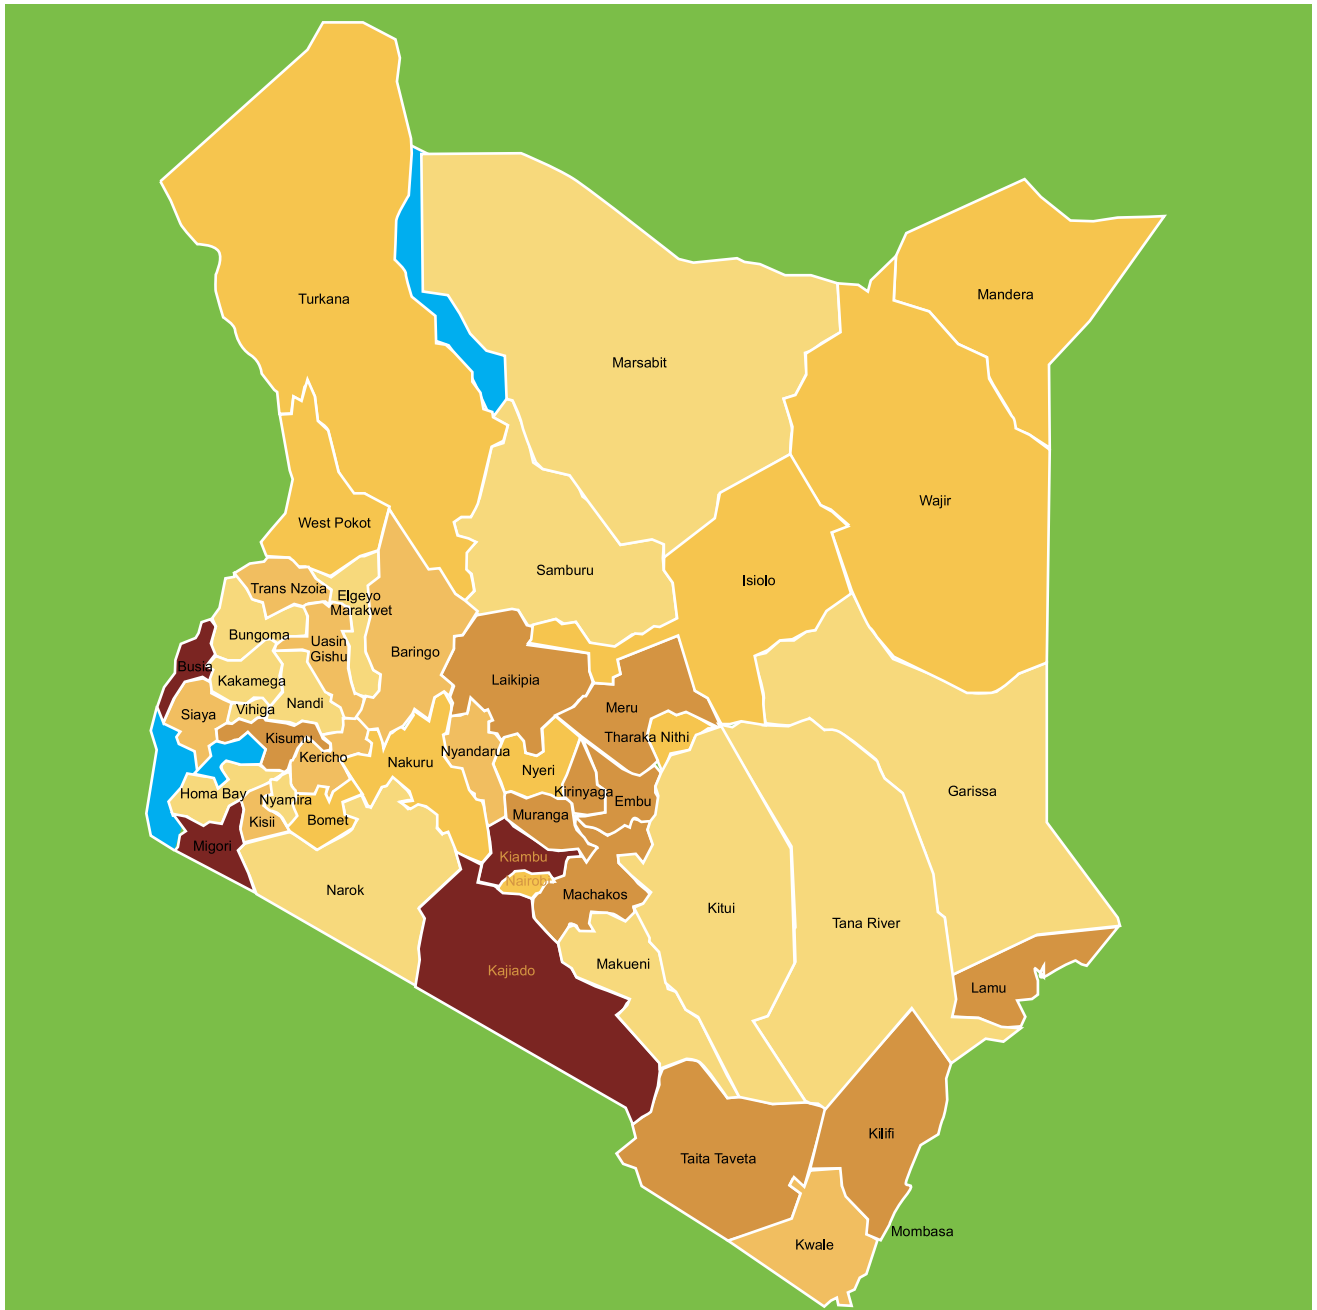 Turkana
Mandera
Marsabit
Wajir
West Pokot
Samburu
Isiolo
Trans Nzoia
Elgeyo
Marakwet
Bungoma
Uasin
Gishu
Baringo
Busia
Kakamega
Laikipia
Nandi
Vihiga
Siaya
Meru
Kisumu
Tharaka Nithi
Nyandarua
Kericho
Nakuru
Nyeri
Homa Bay
Nyamira
Kirinyaga
Embu
Garissa
Kisii
Bomet
Muranga
Migori
Kiambu
Nairobi
Narok
Machakos
Kitui
Tana River
Makueni
Kajiado
Lamu
Kilifi
Taita Taveta
Mombasa
Kwale